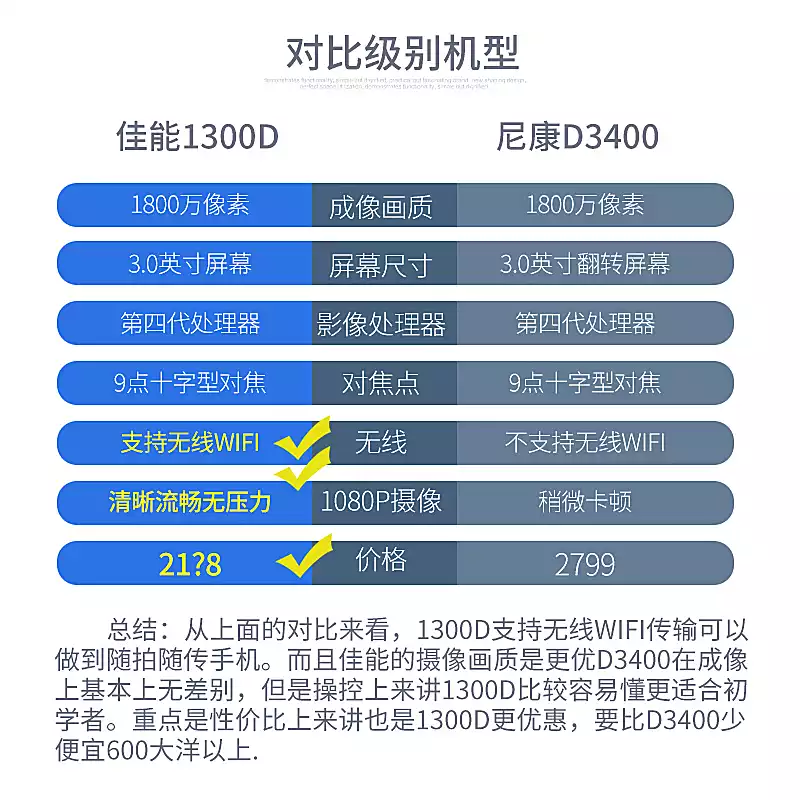 对比级别机型
佳能1300D 尼康D3400
1800万像素 成像画质 1800万像素
3.0英寸屏幕 屏幕尺寸 3.0英寸翻转屏幕
第四代处理器 影像处理器 第四代处理器
9点十字型对焦 对焦点 9点十字型对焦
支持无线WIFI 无线 不支持无线WIFI
清晰流畅无压力 1080P摄像 稍微卡顿
21?8 价格 2799
总结：从上面的对比来看，1300D支持无线WIFI传输可以
做到随拍随传手机。而且佳能的摄像画质是更优D3400在成像
上基本上无差别，但是操控上来讲1300D比较容易懂更适合初
学者。重点是性价比上来讲也是1300D更优惠，要比D3400少
便宜600大洋以上.